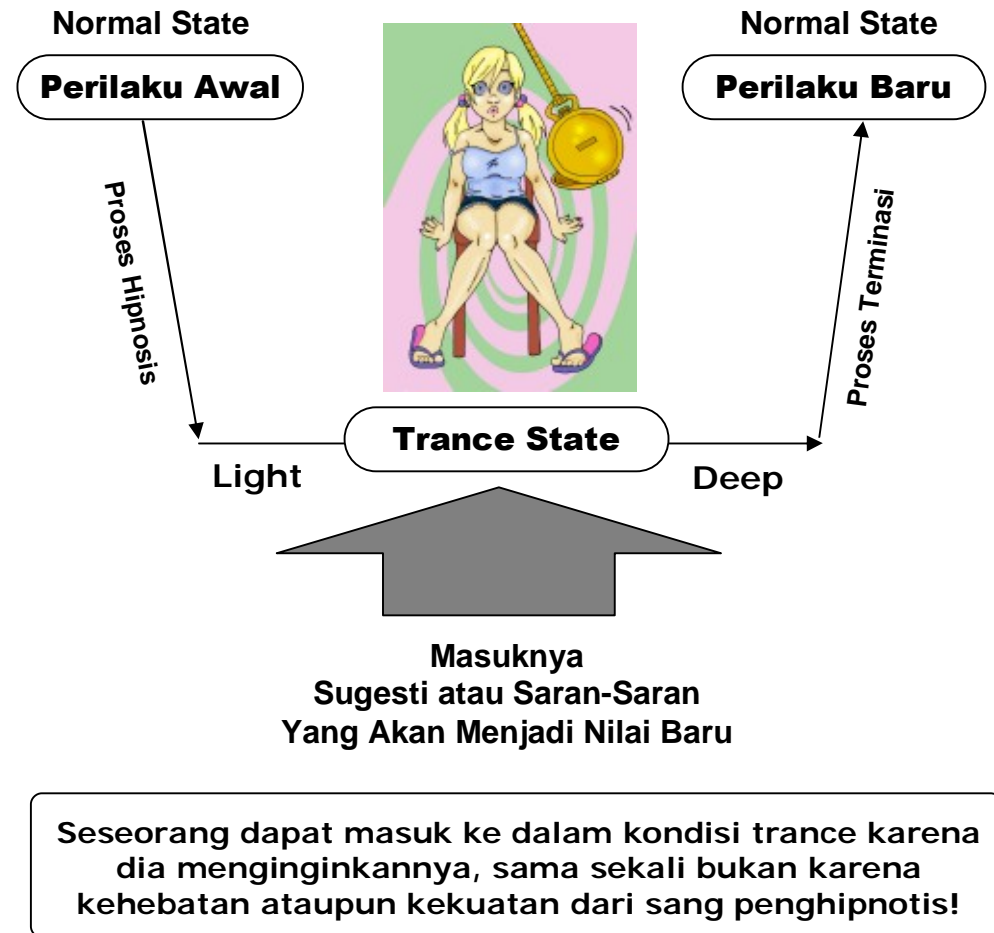 Normal State
Perilaku Awal
Normal State
Perilaku Baru
Proses Hipnosis
Proses Terminasi
Trance State
Light
Deep
Masuknya
Sugesti atau Saran-Saran
Yang Akan Menjadi Nilai Baru
Seseorang dapat masuk ke dalam kondisi trance karena
dia menginginkannya, sama sekali bukan karena
kehebatan ataupun kekuatan dari sang penghipnotis!